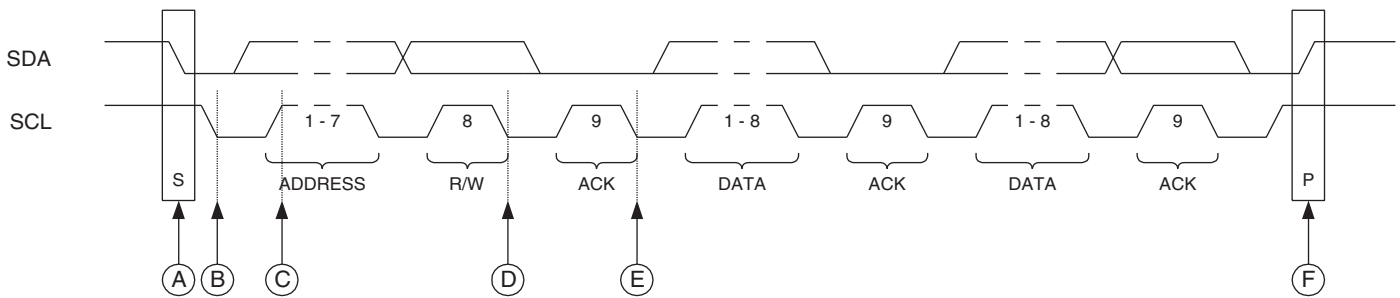 SDA
SCL
1 - 7 8 9 1 - 8 9 1 - 8 9
S P
ADDRESS R/W ACK DATA ACK DATA ACK
A B C D E F